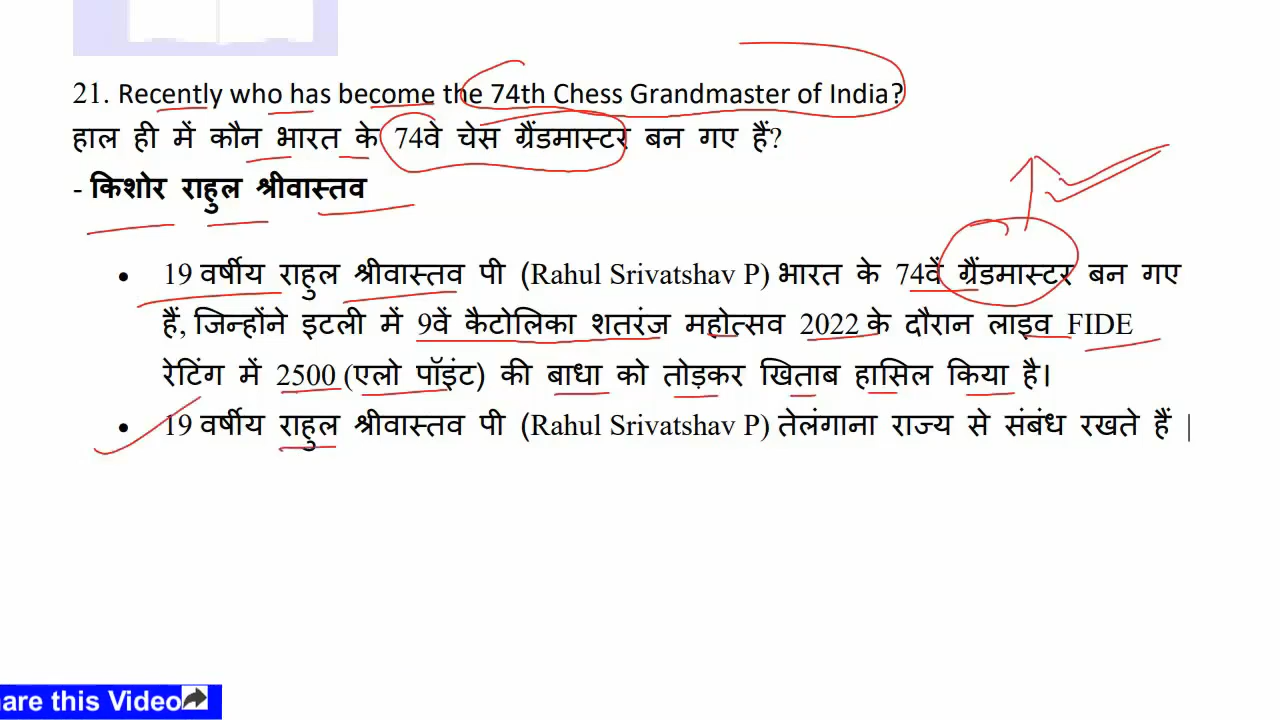 21. Recently who has become the 74th Chess Grandmaster of India?
हाल ही में कौन भारत के 74वे चेस ग्रैंडमास्टर बन गए हैं?
- किशोर राहुल श्रीवास्तव
• 19 वर्षीय राहुल श्रीवास्तव पी (Rahul Srivatshav P) भारत के 74वें ग्रैंडमास्टर बन गए
हैं, जिन्होंने इटली में 9वें कैटोलिका शतरंज महोत्सव 2022 के दौरान लाइव FIDE
रेटिंग में 2500 (एलो पॉइंट) की बाधा को तोड़कर खिताब हासिल किया है।
• 19 वर्षीय राहुल श्रीवास्तव पी (Rahul Srivatshav P) तेलंगाना राज्य से संबंध रखते हैं |
are this Video